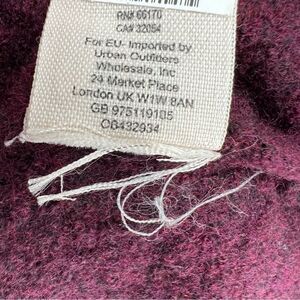 RN# 66170
CA# 32054
For EU- Imported by
Urban Outfitters
Wholesale, Inc
24 Market Place
London UK W1W 8AN
GB 975119105
OB432934